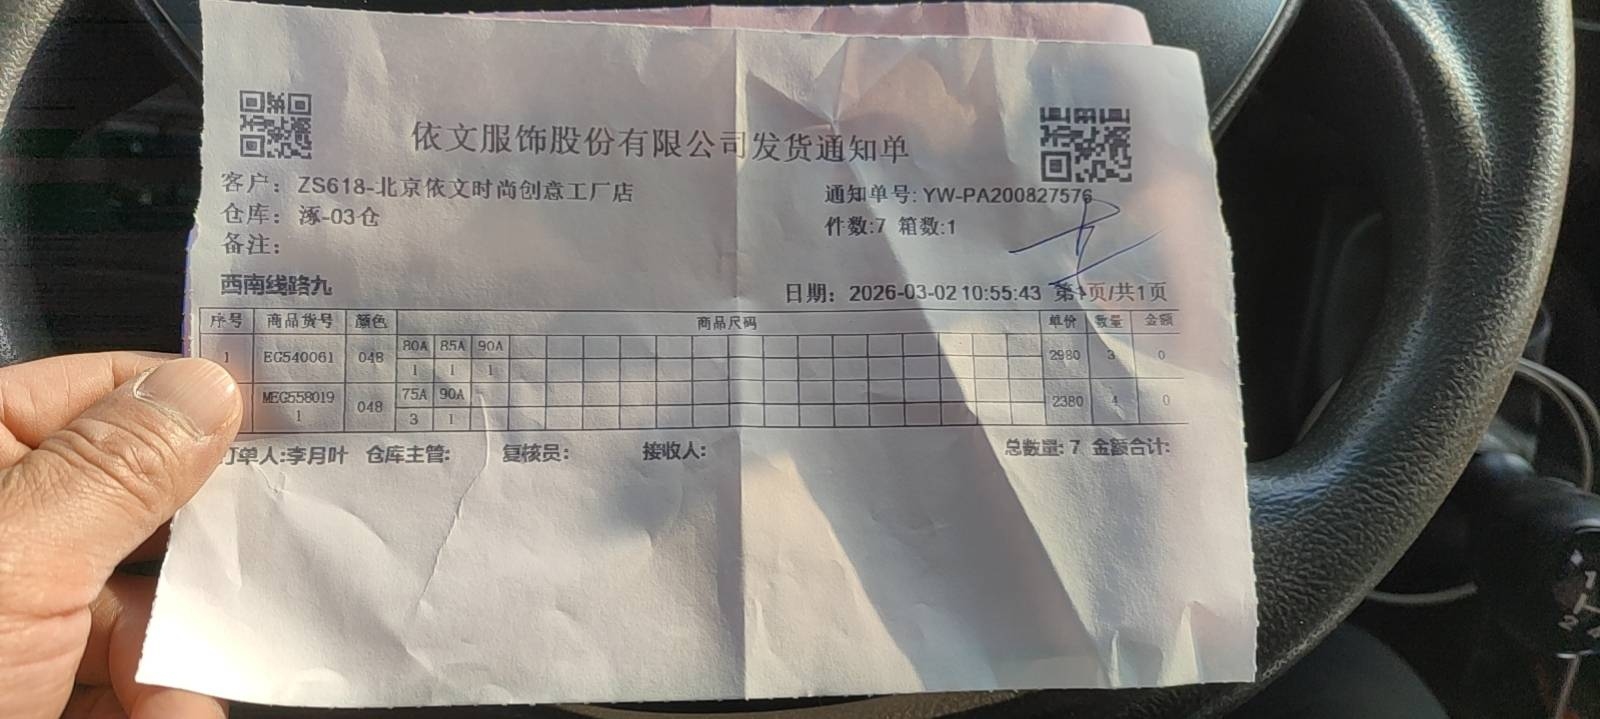 依文服饰股份有限公司发货通知单
客户：ZS618-北京依文时尚创意工厂店
通知单号: YW-PA200827576
仓库：涿-03仓
件数:7 箱数:1
备注：
西南线路九
日期：2026-03-02 10:55:43 第1页/共1页
序号 商品货号 颜色 商品尺码 单价 数量 金额
80A 85A 90A
1 EG540061 048 2980 3 0
1 1 1
75A 90A
MEG5580191 048 2380 4 0
3 1
订单人:李月叶 仓库主管: 复核员: 接收人: 总数量: 7 金额合计: